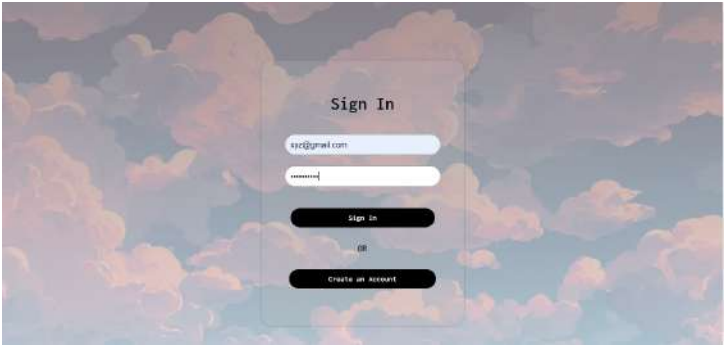 Sign In
xyz@gmail.com
••••••••••
Sign In
OR
Create an Account